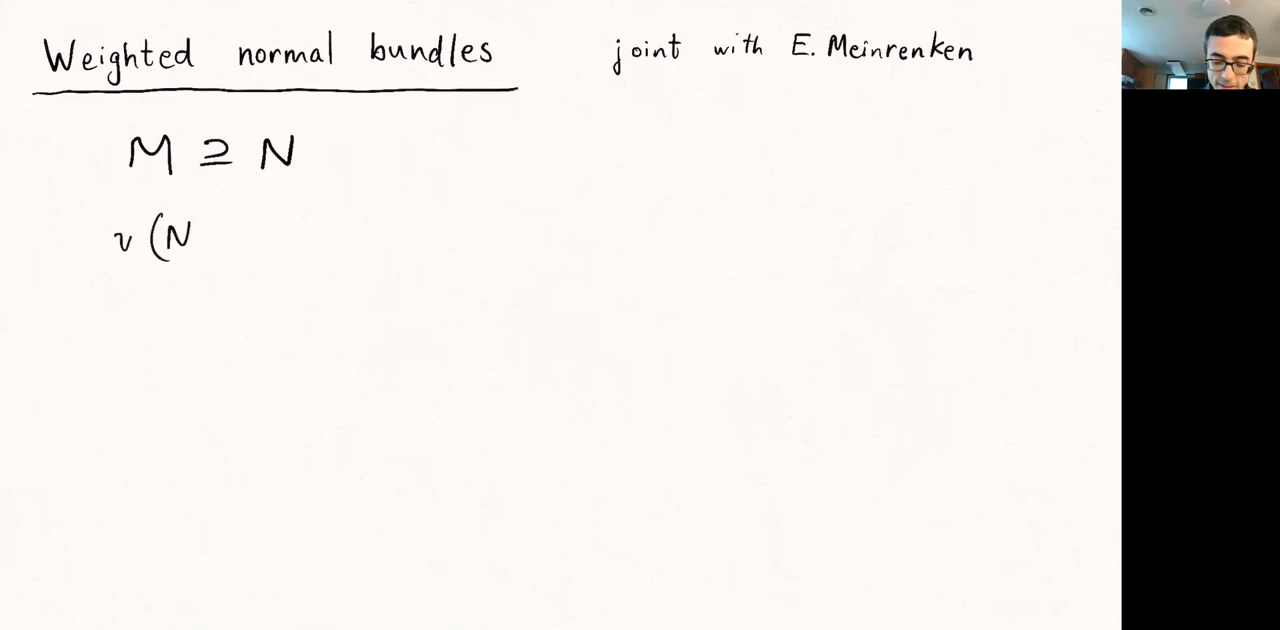 Weighted normal bundles joint with E. Meinrenken
M ⊇ N
ν (N